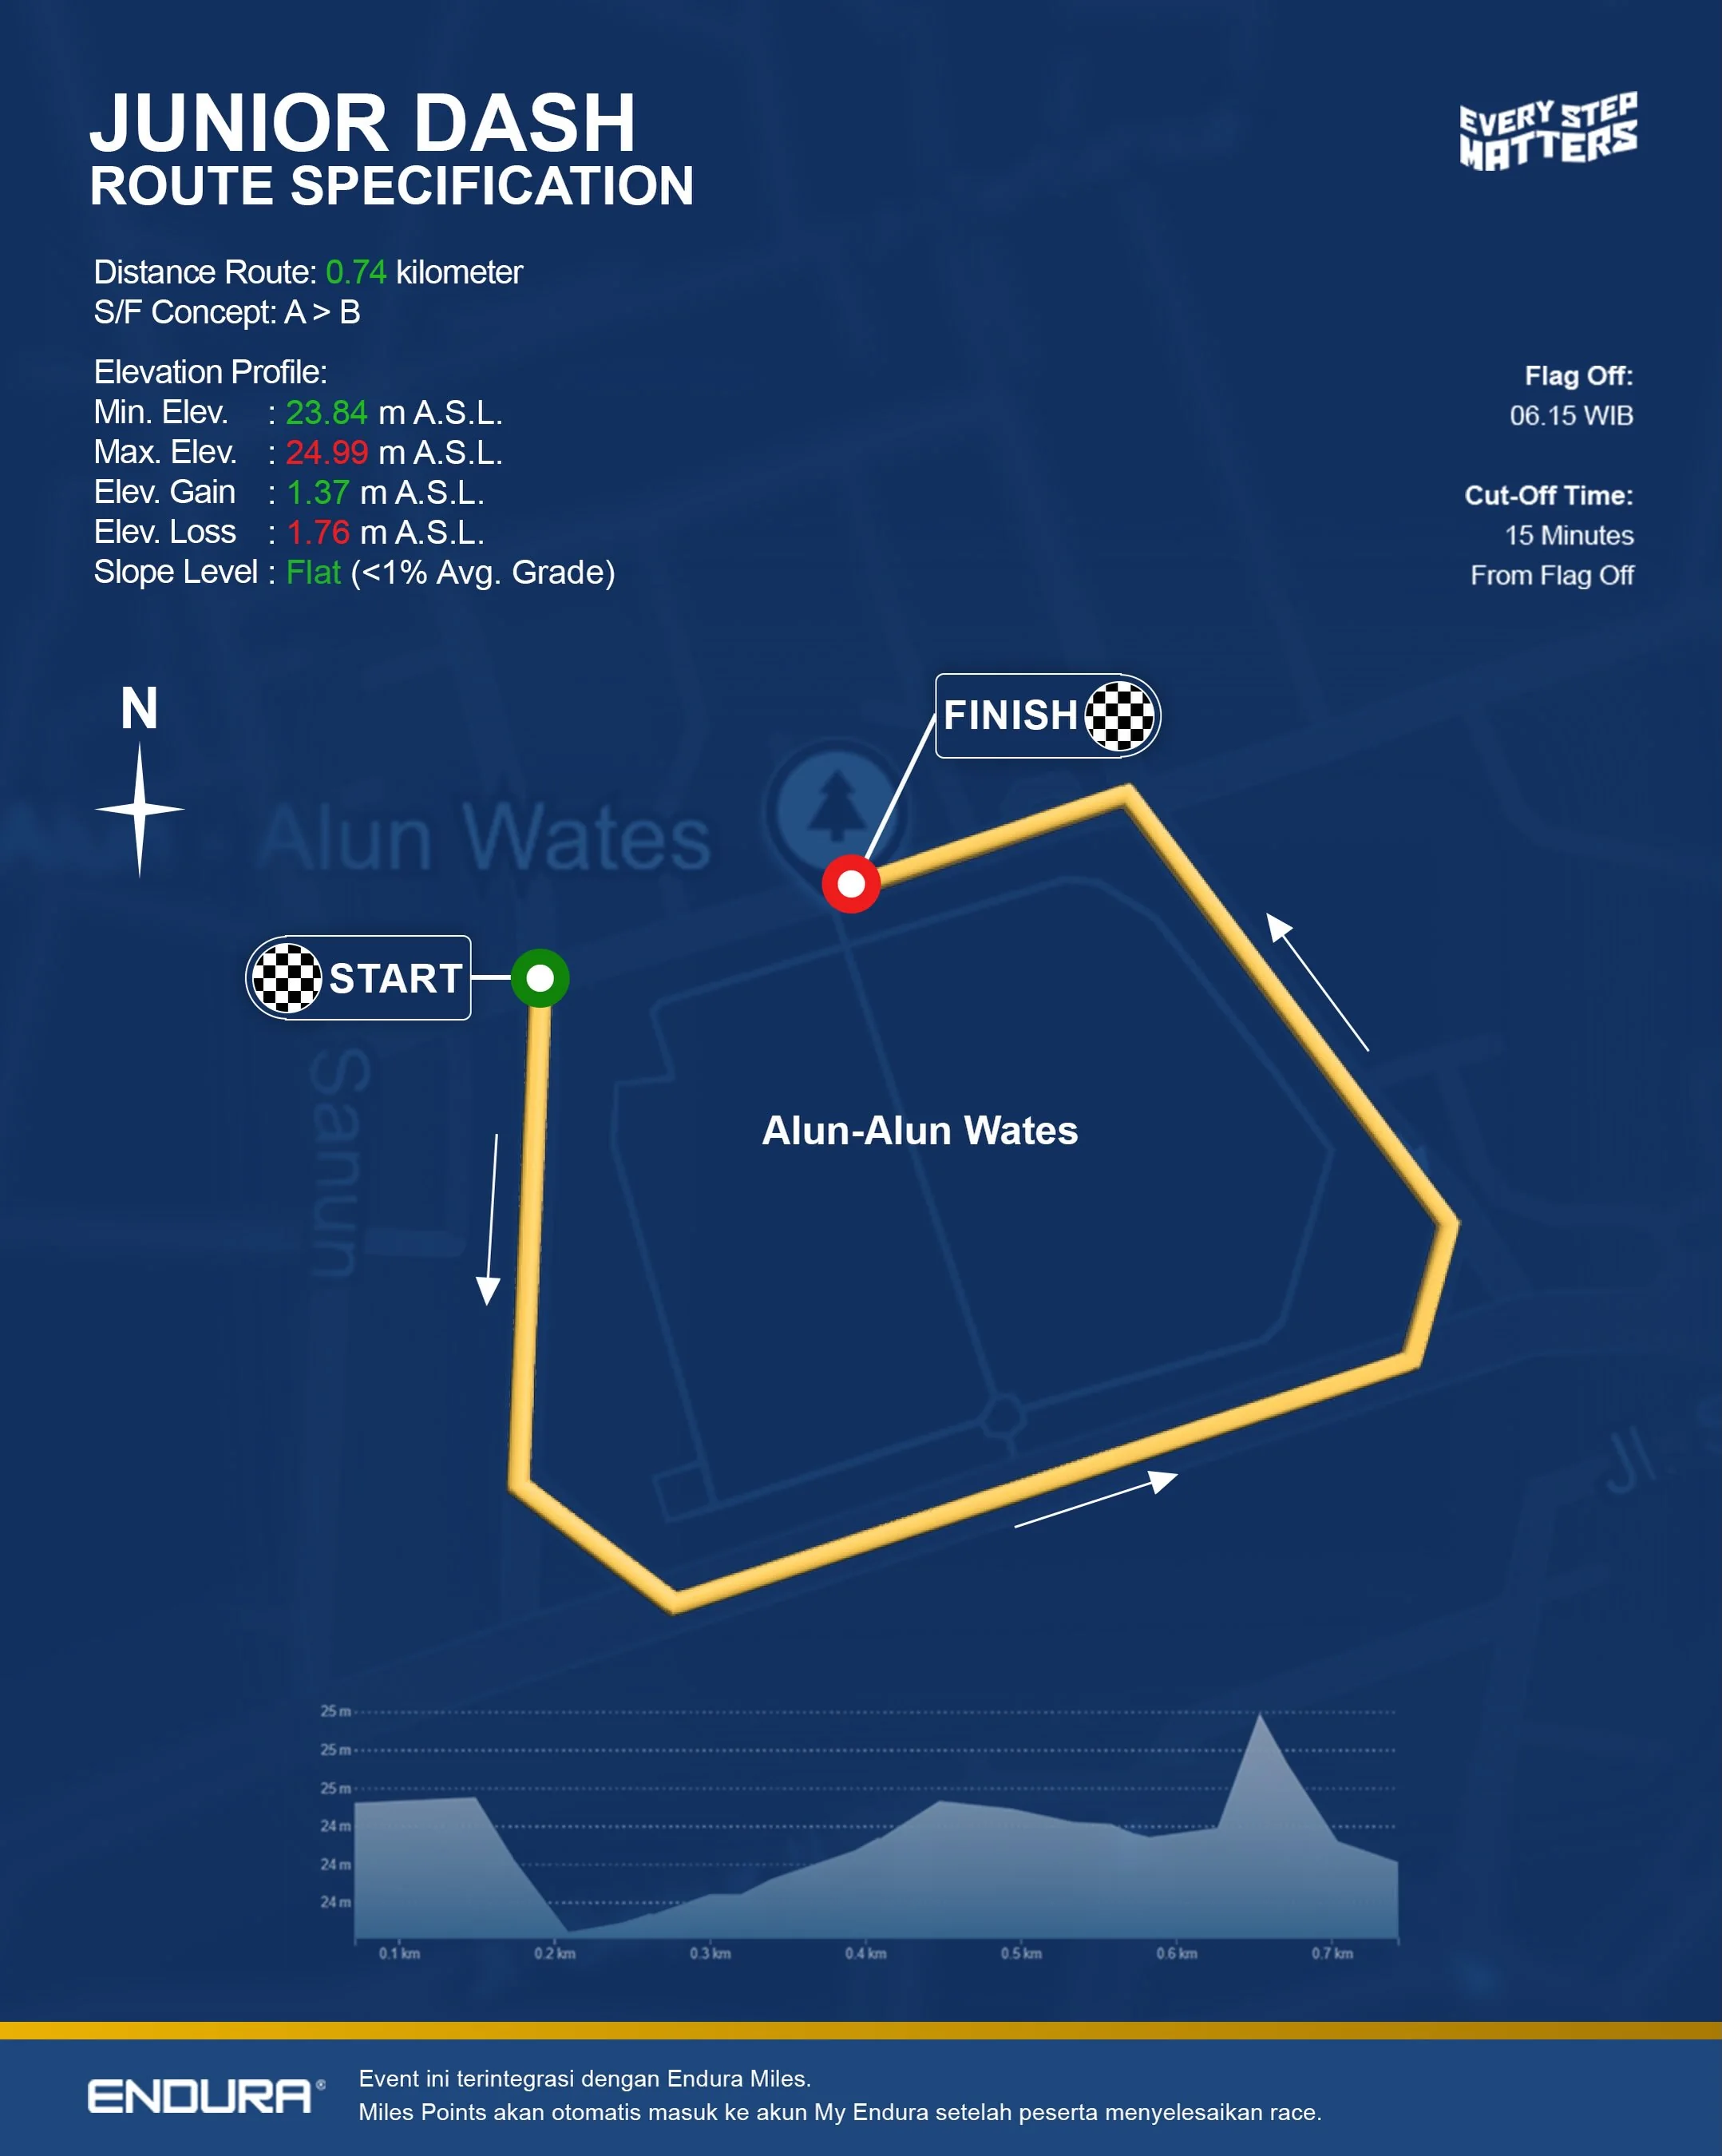 JUNIOR DASH
ROUTE SPECIFICATION
EVERY STEP
MATTERS
Distance Route: 0.74 kilometer
S/F Concept: A > B
Elevation Profile:
Min. Elev. : 23.84 m A.S.L.
Max. Elev. : 24.99 m A.S.L.
Elev. Gain : 1.37 m A.S.L.
Elev. Loss : 1.76 m A.S.L.
Slope Level : Flat (<1% Avg. Grade)
Flag Off:
06.15 WIB
Cut-Off Time:
15 Minutes
From Flag Off
N
FINISH
Alun Wates
START
Sanun
Alun-Alun Wates
Jl.
25 m
25 m
25 m
24 m
24 m
24 m
0.1 km 0.2 km 0.3 km 0.4 km 0.5 km 0.6 km 0.7 km
ENDURA®
Event ini terintegrasi dengan Endura Miles.
Miles Points akan otomatis masuk ke akun My Endura setelah peserta menyelesaikan race.